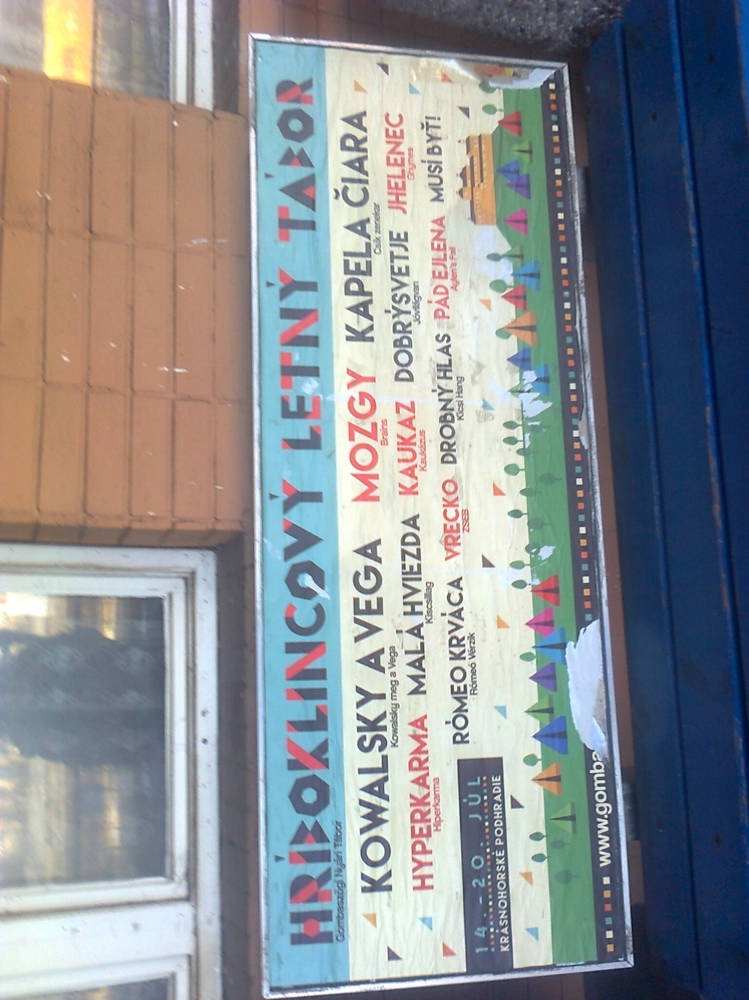 HRÍBOKLINCOVÝ LETNÝ TÁBOR
Gombaszögi Nyári Tábor
KOWALSKY A VEGA MOZGY KAPELA ČIARA
Kowalsky meg a Vega Brains Csík zenekar
HYPERKARMA MALÁ HVIEZDA KAUKAZ DOBRÝSVETJE JHELENEC
Hiperkarma Kiscsillag Kaukázus Jóvilágvan Ghymes
RÓMEO KRVÁCA VRECKO DROBNÝ HLAS PÁD EJLENA MUSÍ BYŤ!
Rómeó Vérzik ZSEB Kicsi Hang Ajlen's Fall
14.-20. JÚL
KRÁSNOHORSKÉ PODHRADIE
www.gomba